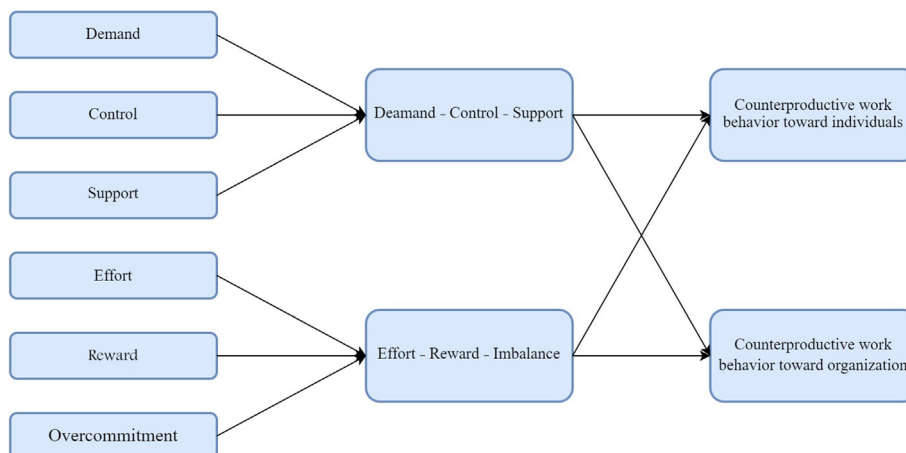 Demand
Control
Support
Effort
Reward
Overcommitment
Deamand - Control - Support
Effort - Reward - Imbalance
Counterproductive work
behavior toward individuals
Counterproductive work
behavior toward organization